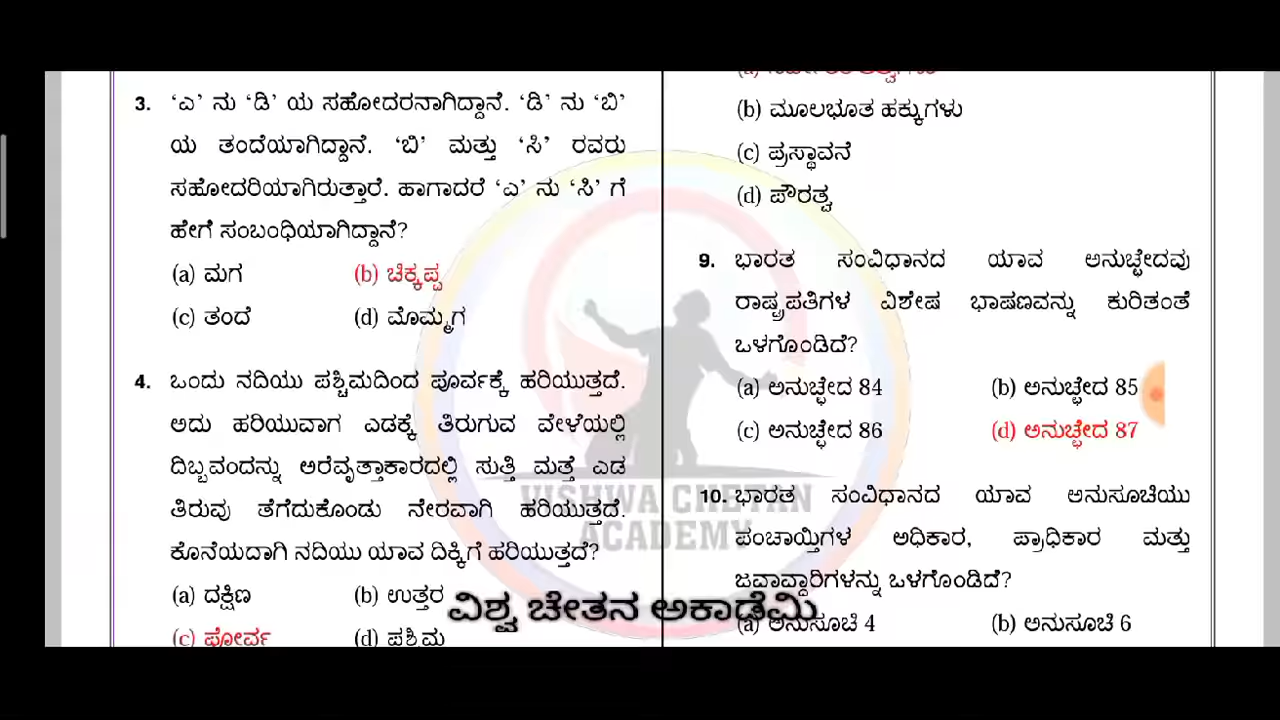 3. ‘ಎ’ ನು ‘ಡಿ’ ಯ ಸಹೋದರನಾಗಿದ್ದಾನೆ. ‘ಡಿ’ ನು ‘ಬಿ’
ಯ ತಂದೆಯಾಗಿದ್ದಾನೆ. ‘ಬಿ’ ಮತ್ತು ‘ಸಿ’ ರವರು
ಸಹೋದರಿಯಾಗಿರುತ್ತಾರೆ. ಹಾಗಾದರೆ ‘ಎ’ ನು ‘ಸಿ’ ಗೆ
ಹೇಗೆ ಸಂಬಂಧಿಯಾಗಿದ್ದಾನೆ?
(a) ಮಗ (b) ಚಿಕ್ಕಪ್ಪ
(c) ತಂದೆ (d) ಮೊಮ್ಮಗ
4. ಒಂದು ನದಿಯು ಪಶ್ಚಿಮದಿಂದ ಪೂರ್ವಕ್ಕೆ ಹರಿಯುತ್ತದೆ.
ಅದು ಹರಿಯುವಾಗ ಎಡಕ್ಕೆ ತಿರುಗುವ ವೇಳೆಯಲ್ಲಿ
ದಿಬ್ಬವಂದನ್ನು ಅರೆವೃತ್ತಾಕಾರದಲ್ಲಿ ಸುತ್ತಿ ಮತ್ತೆ ಎಡ
ತಿರುವು ತೆಗೆದುಕೊಂಡು ನೇರವಾಗಿ ಹರಿಯುತ್ತದೆ.
ಕೊನೆಯದಾಗಿ ನದಿಯು ಯಾವ ದಿಕ್ಕಿಗೆ ಹರಿಯುತ್ತದೆ?
(a) ದಕ್ಷಿಣ (b) ಉತ್ತರ
(c) ಪೂರ್ವ (d) ಪಶ್ಚಿಮ
(b) ಮೂಲಭೂತ ಹಕ್ಕುಗಳು
(c) ಪ್ರಸ್ಥಾವನೆ
(d) ಪೌರತ್ವ
9. ಭಾರತ ಸಂವಿಧಾನದ ಯಾವ ಅನುಚ್ಛೇದವು
ರಾಷ್ಟ್ರಪತಿಗಳ ವಿಶೇಷ ಭಾಷಣವನ್ನು ಕುರಿತಂತೆ
ಒಳಗೊಂಡಿದೆ?
(a) ಅನುಚ್ಛೇದ 84 (b) ಅನುಚ್ಛೇದ 85
(c) ಅನುಚ್ಛೇದ 86 (d) ಅನುಚ್ಛೇದ 87
10. ಭಾರತ ಸಂವಿಧಾನದ ಯಾವ ಅನುಸೂಚಿಯು
ಪಂಚಾಯ್ತಿಗಳ ಅಧಿಕಾರ, ಪ್ರಾಧಿಕಾರ ಮತ್ತು
ಜವಾವ್ದಾರಿಗಳನ್ನು ಒಳಗೊಂಡಿದೆ?
(a) ಅನುಸೂಚಿ 4 (b) ಅನುಸೂಚಿ 6
VISHWA CHETAN
ACADEMY
ವಿಶ್ವ ಚೇತನ ಅಕಾಡೆಮಿ